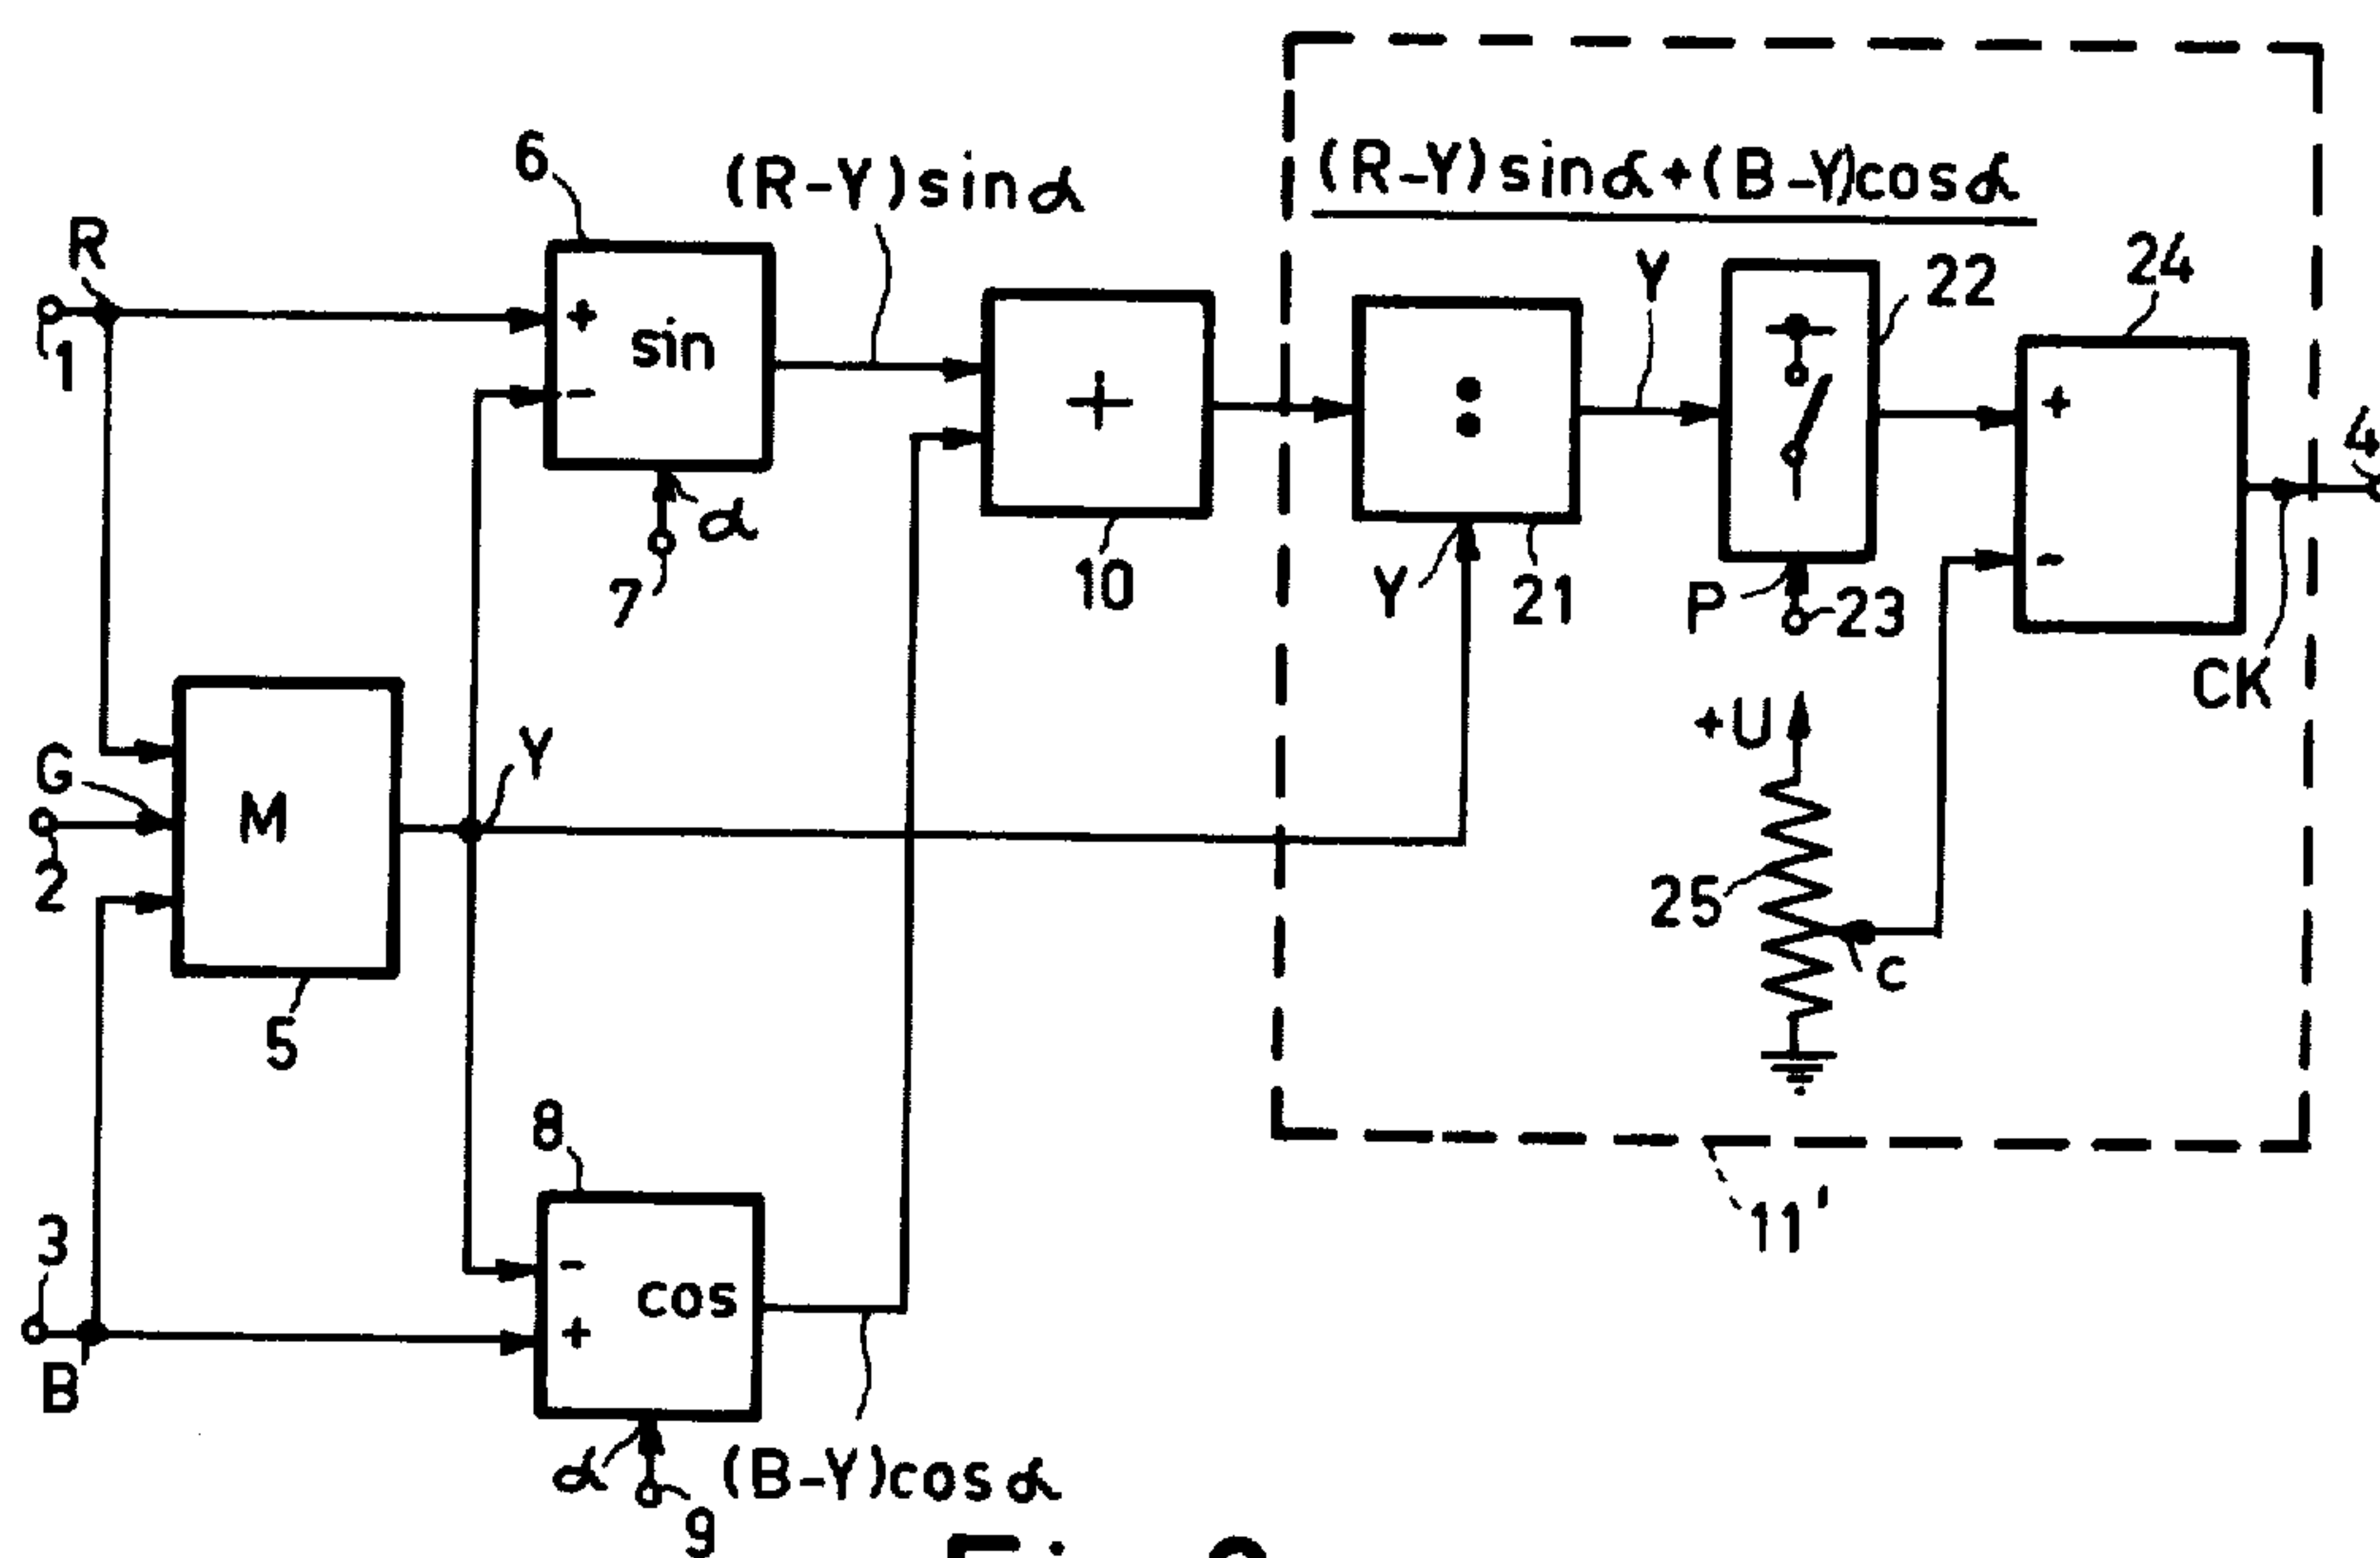 6
(R-Y)sinα
(R-Y)sinα+(B-Y)cosα
Y
22
24
R
1
+
-
sin
α
7
+
10
:
Y
21
P
23
+
-
4
CK
G
2
M
5
Y
+U
25
c
11'
3
B
8
-
+
cos
α
9
(B-Y)cosα